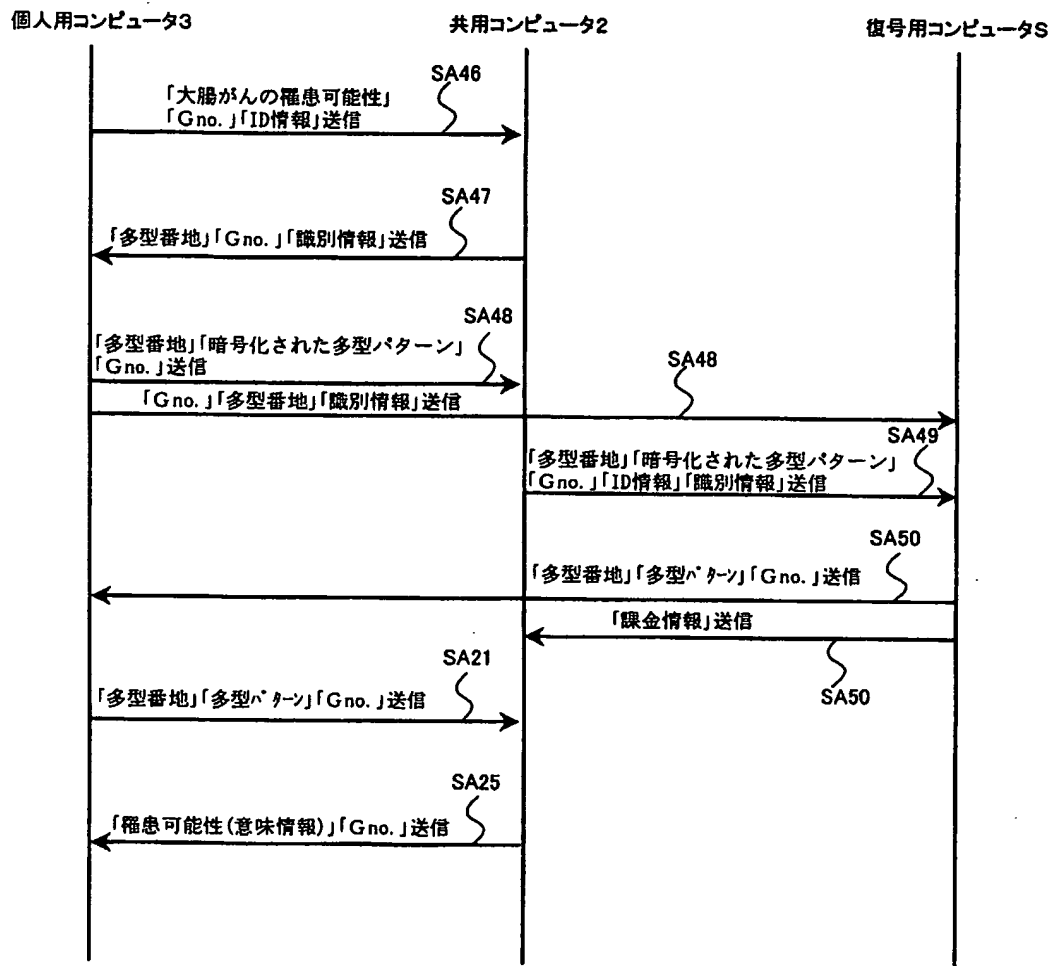 個人用コンピュータ3
共用コンピュータ2
復号用コンピュータS
SA46
「大腸がんの罹患可能性」
「Gno.」「ID情報」送信
SA47
「多型番地」「Gno.」「識別情報」送信
SA48
「多型番地」「暗号化された多型パターン」
「Gno.」送信
SA48
「Gno.」「多型番地」「識別情報」送信
SA49
「多型番地」「暗号化された多型パターン」
「Gno.」「ID情報」「識別情報」送信
SA50
「多型番地」「多型パターン」「Gno.」送信
「課金情報」送信
SA50
SA21
「多型番地」「多型パターン」「Gno.」送信
SA25
「罹患可能性(意味情報)」「Gno.」送信